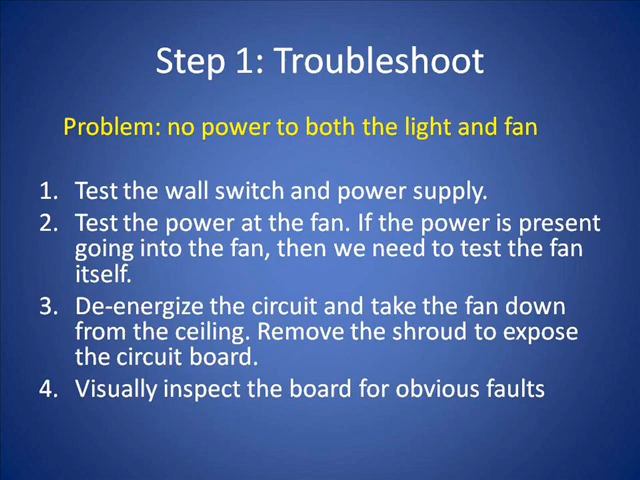 Step 1: Troubleshoot
Problem: no power to both the light and fan
1. Test the wall switch and power supply.
2. Test the power at the fan. If the power is present
going into the fan, then we need to test the fan
itself.
3. De-energize the circuit and take the fan down
from the ceiling. Remove the shroud to expose
the circuit board.
4. Visually inspect the board for obvious faults